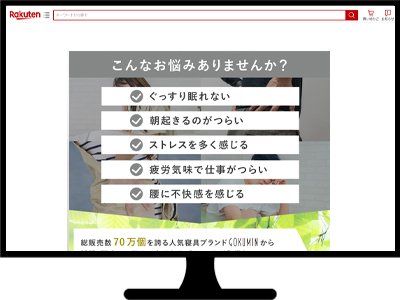 Rakuten
キーワードから探す
買い物かご
お知らせ
こんなお悩みありませんか？
ぐっすり眠れない
朝起きるのがつらい
ストレスを多く感じる
疲労気味で仕事がつらい
腰に不快感を感じる
総販売数70万個を誇る人気寝具ブランドGOKUMINから